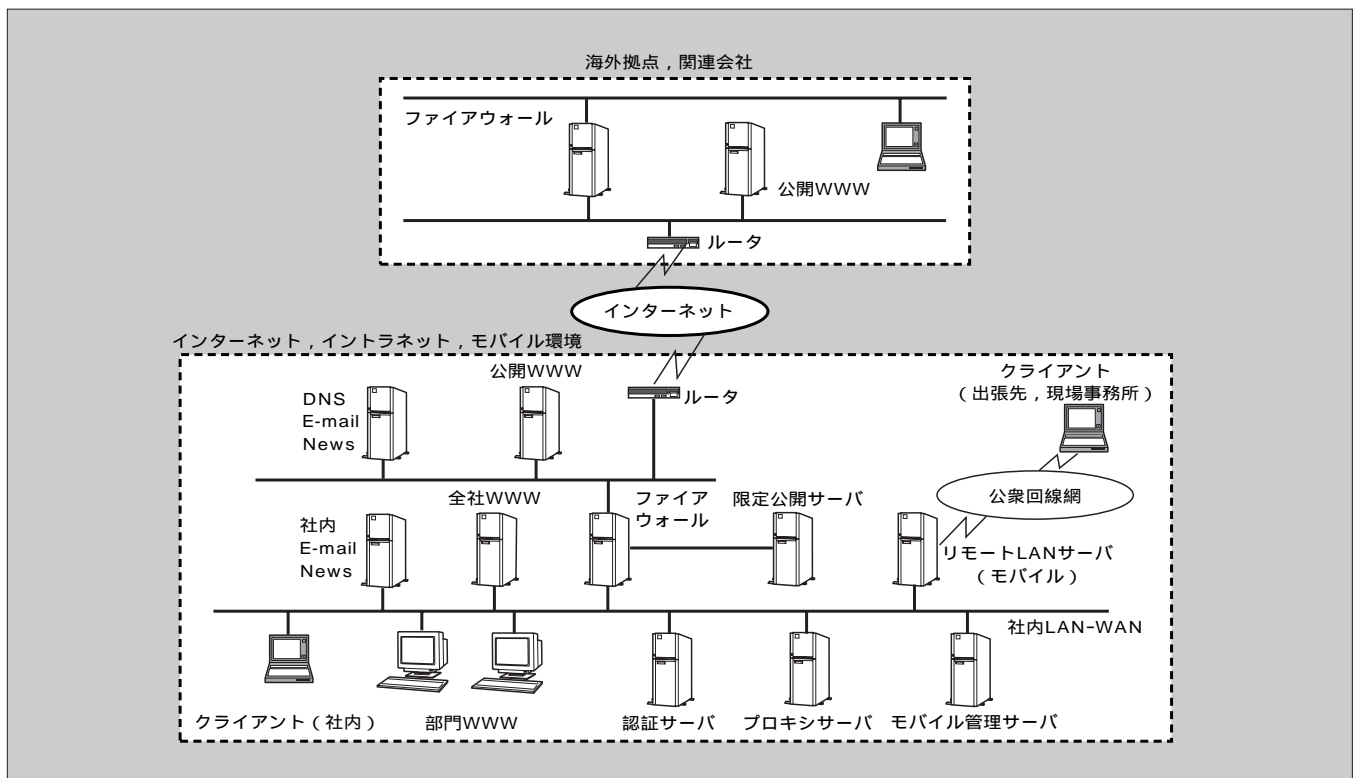 海外拠点，関連会社
ファイアウォール
公開WWW
ルータ
インターネット
インターネット，イントラネット，モバイル環境
公開WWW
ルータ
クライアント
（出張先，現場事務所）
DNS
E-mail
News
全社WWW
ファイア
ウォール
限定公開サーバ
公衆回線網
社内
E-mail
News
リモートLANサーバ
（モバイル）
社内LAN-WAN
クライアント（社内）
部門WWW
認証サーバ
プロキシサーバ
モバイル管理サーバ